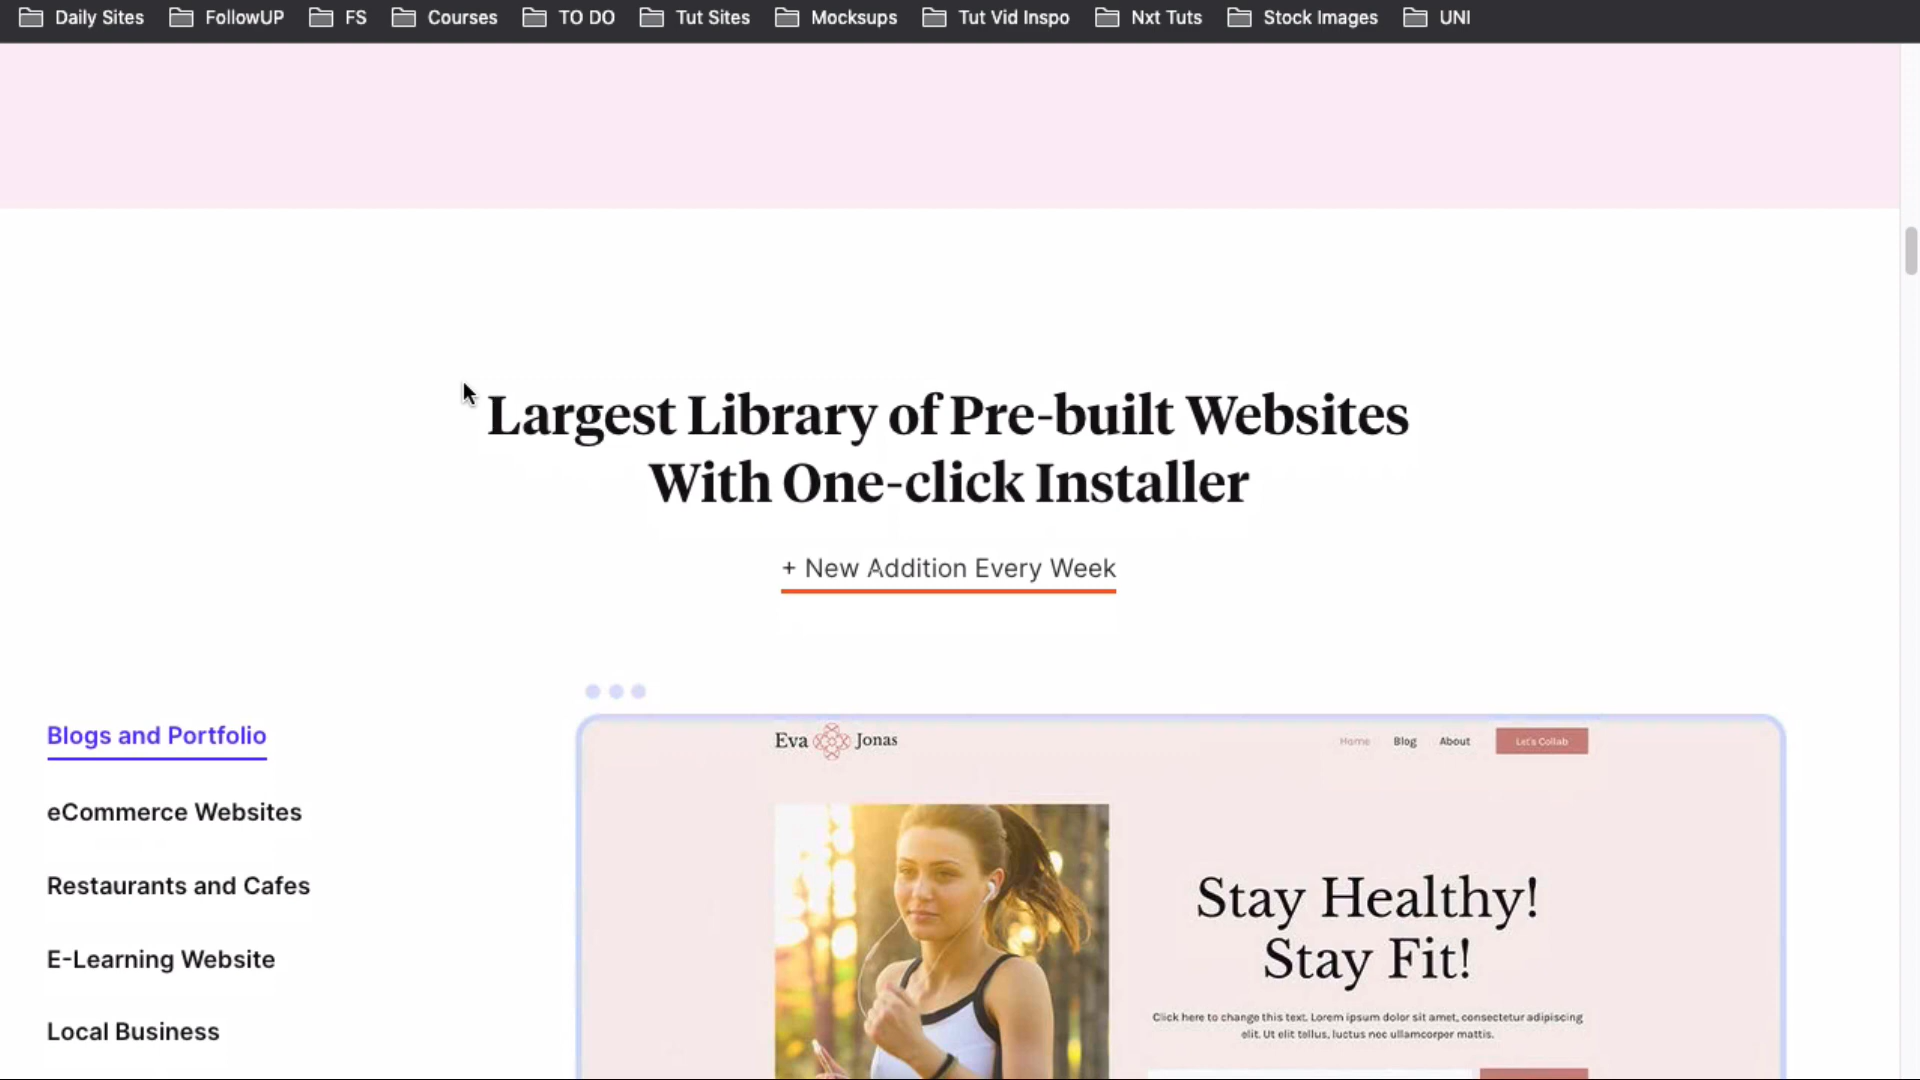 Daily Sites FollowUP FS Courses TO DO Tut Sites Mocksups Tut Vid Inspo Nxt Tuts Stock Images UNI
Largest Library of Pre-built Websites
With One-click Installer
+ New Addition Every Week
Blogs and Portfolio
eCommerce Websites
Restaurants and Cafes
E-Learning Website
Local Business
Eva Jonas
Home Blog About Let's Collab
Stay Healthy!
Stay Fit!
Click here to change this text. Lorem ipsum dolor sit amet, consectetur adipiscing
elit. Ut elit tellus, luctus nec ullamcorper mattis.